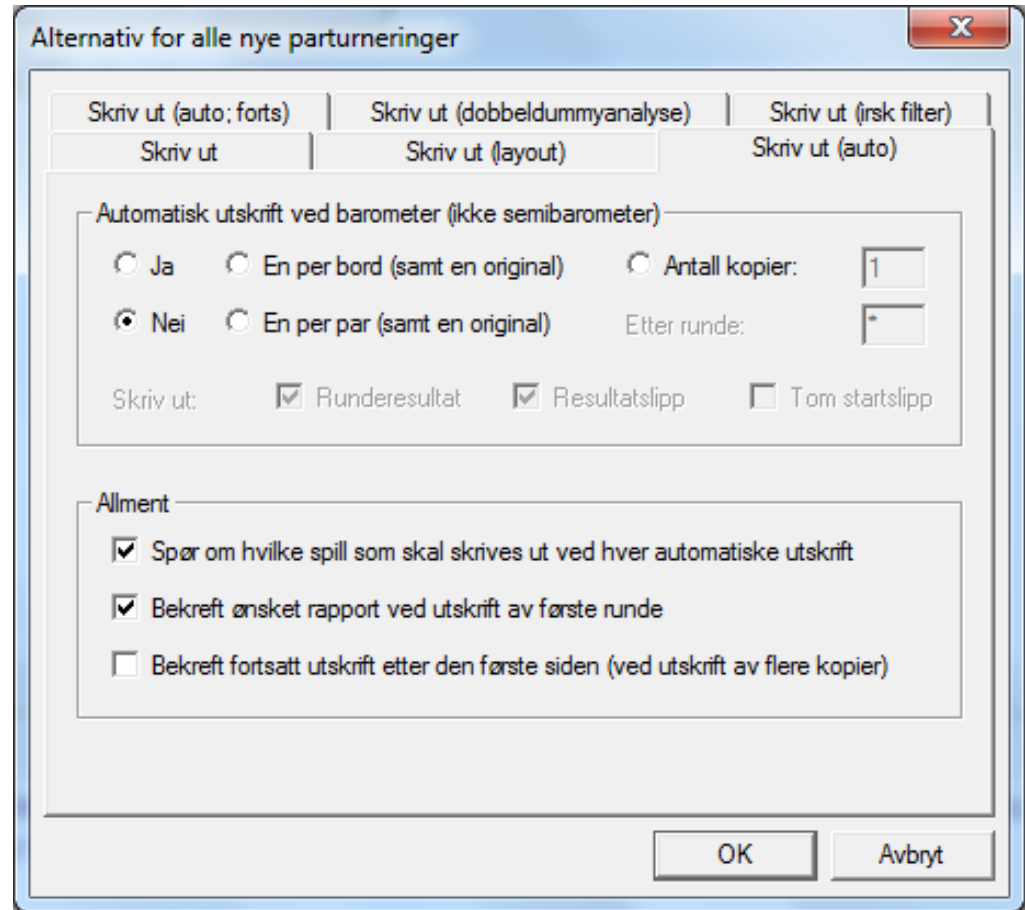 Alternativ for alle nye parturneringer
Skriv ut (auto; forts) Skriv ut (dobbeldummyanalyse) Skriv ut (irsk filter)
Skriv ut Skriv ut (layout) Skriv ut (auto)
Automatisk utskrift ved barometer (ikke semibarometer)
Ja En per bord (samt en original) Antall kopier: 1
Nei En per par (samt en original) Etter runde: *
Skriv ut: Runderesultat Resultatslipp Tom startslipp
Allment
Spør om hvilke spill som skal skrives ut ved hver automatiske utskrift
Bekreft ønsket rapport ved utskrift av første runde
Bekreft fortsatt utskrift etter den første siden (ved utskrift av flere kopier)
OK Avbryt